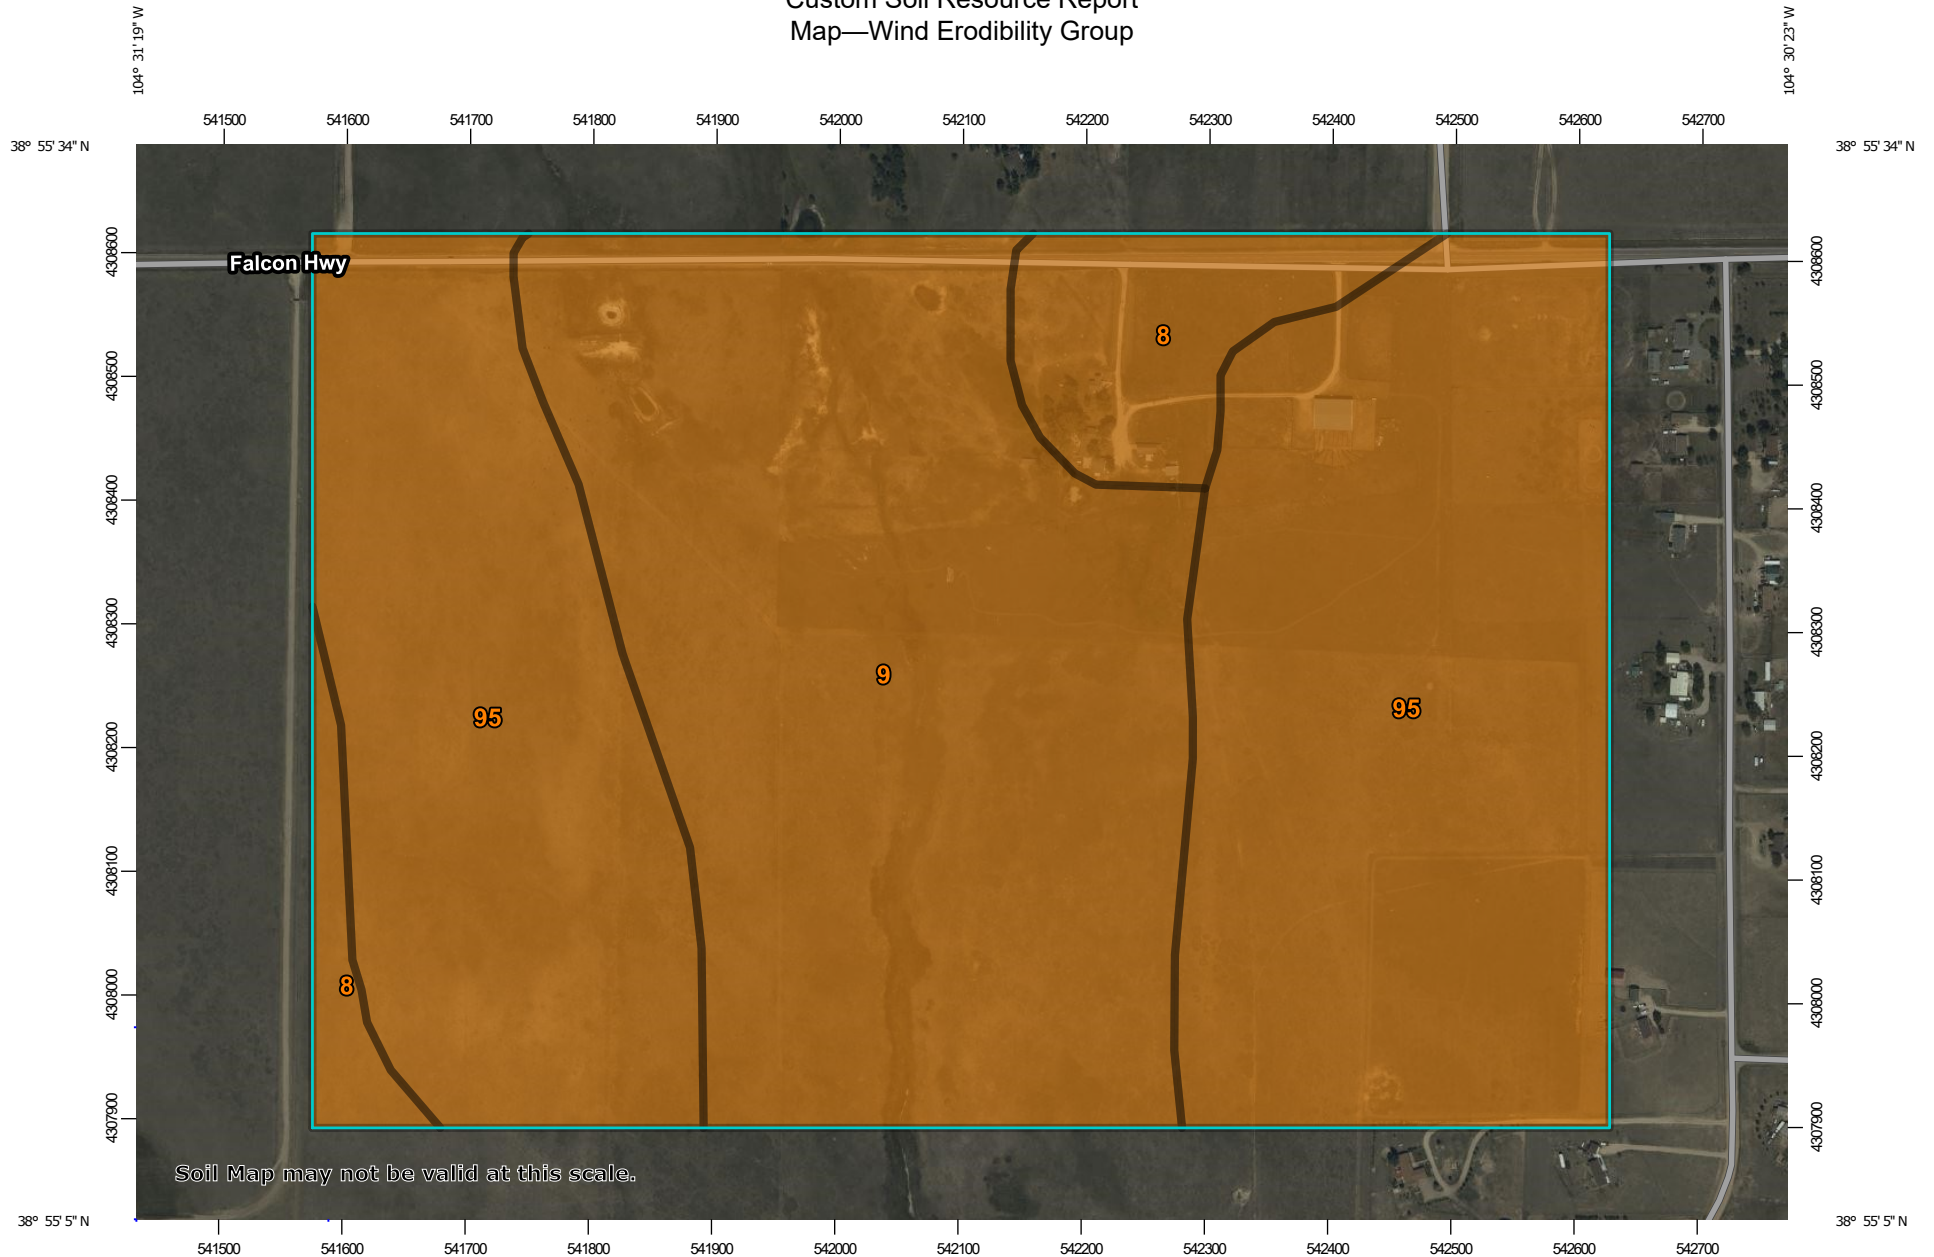 Custom Soil Resource Report
Map—Wind Erodibility Group
104° 31' 19" W
104° 30' 23" W
541500 541600 541700 541800 541900 542000 542100 542200 542300 542400 542500 542600 542700
38° 55' 34" N
38° 55' 34" N
4308600
4308600
Falcon Hwy
8
4308500
4308500
4308400
4308400
4308300
4308300
9
95
95
4308200
4308200
4308100
4308100
8
4308000
4308000
4307900
4307900
Soil Map may not be valid at this scale.
38° 55' 5" N
38° 55' 5" N
541500 541600 541700 541800 541900 542000 542100 542200 542300 542400 542500 542600 542700